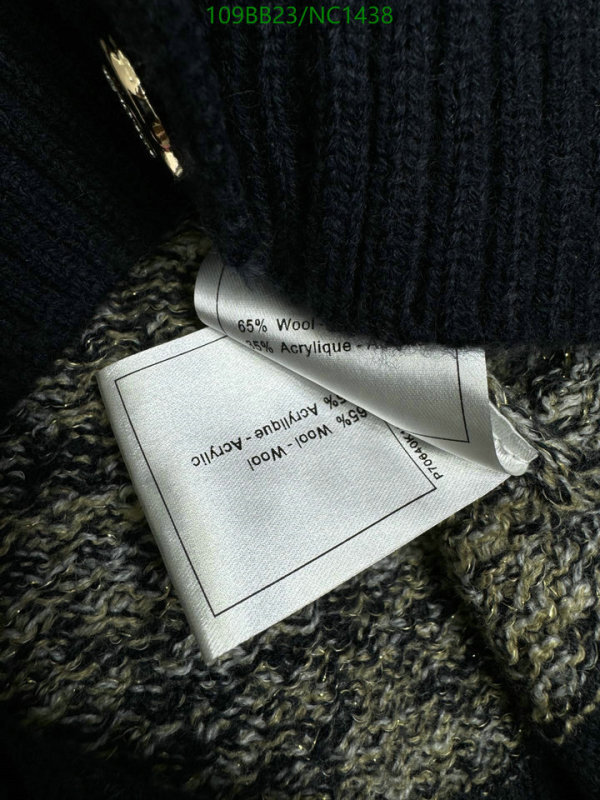 109BB23/NC1438
65% Wool -
35% Acrylique -
65% Wool - Wool
35% Acrylique - Acrylic